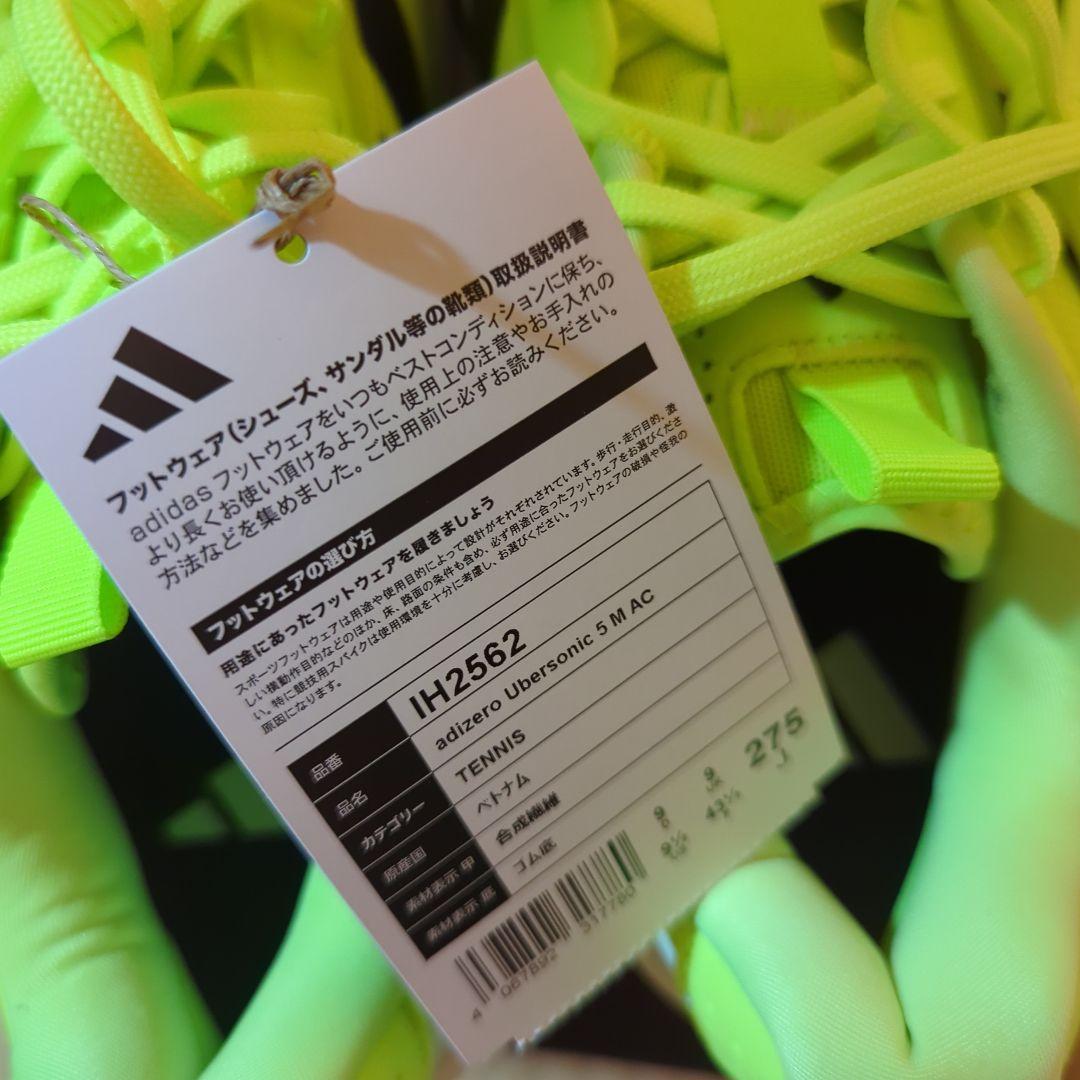 フットウェア(シューズ、サンダル等の靴類)取扱説明書
adidas フットウェアをいつもベストコンディションに保ち、
より長くお使い頂けるように、使用上の注意やお手入れの
方法などを集めました。ご使用前に必ずお読みください。
フットウェアの選び方
用途にあったフットウェアを履きましょう
スポーツフットウェアは用途や使用目的によって設計がそれぞれされています。歩行・走行目的、激
しい横動作目的などのほか、床、路面の条件も含め、必ず用途に合ったフットウェアをお選びくださ
い。特に競技用スパイクは使用環境を十分に考慮し、お選びください。フットウェアの破損や怪我の
原因になります。
品番 IH2562
品名 adizero Ubersonic 5 M AC
カテゴリー TENNIS
原産国 ベトナム
素材表示 甲 合成繊維
素材表示 底 ゴム底
275
J
9
UK
43⅓
F
9
D
9½
US
4 067892 517780